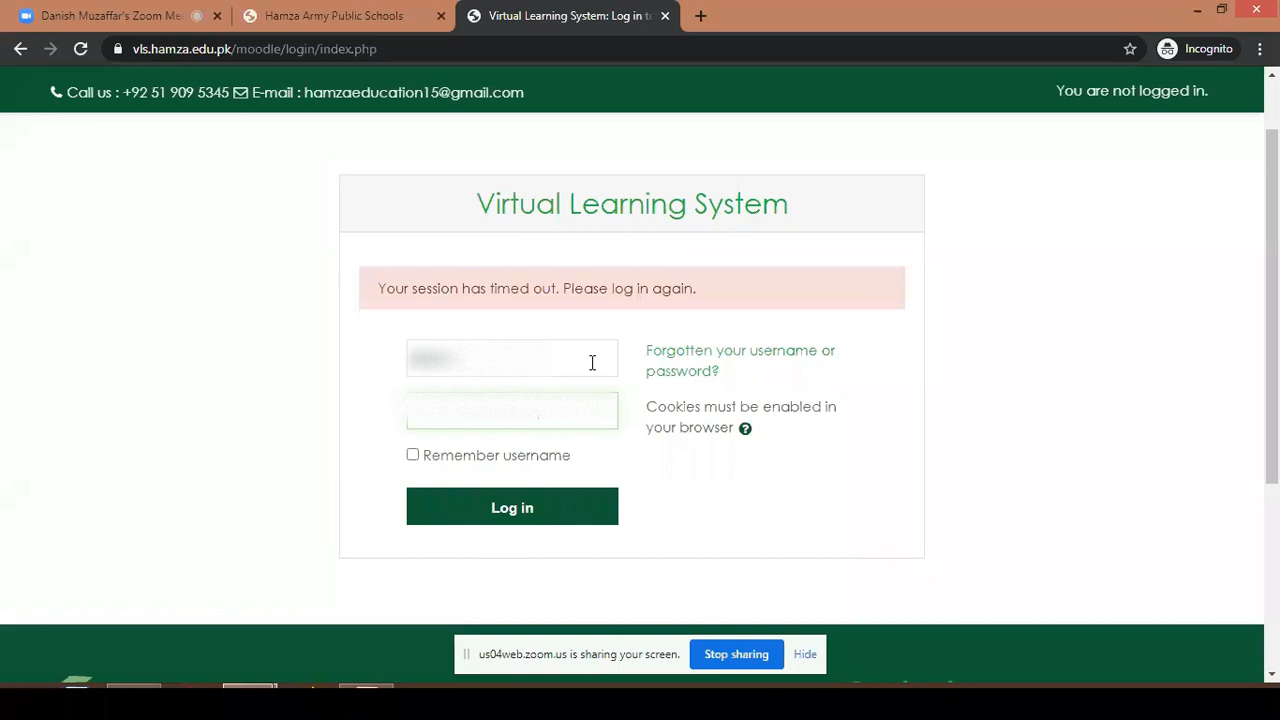 Danish Muzaffar's Zoom Me
Hamza Army Public Schools
Virtual Learning System: Log in to
vls.hamza.edu.pk/moodle/login/index.php
Incognito
Call us : +92 51 909 5345 E-mail : hamzaeducation15@gmail.com
You are not logged in.
Virtual Learning System
Your session has timed out. Please log in again.
Forgotten your username or
password?
Cookies must be enabled in
your browser
Remember username
Log in
us04web.zoom.us is sharing your screen.
Stop sharing
Hide